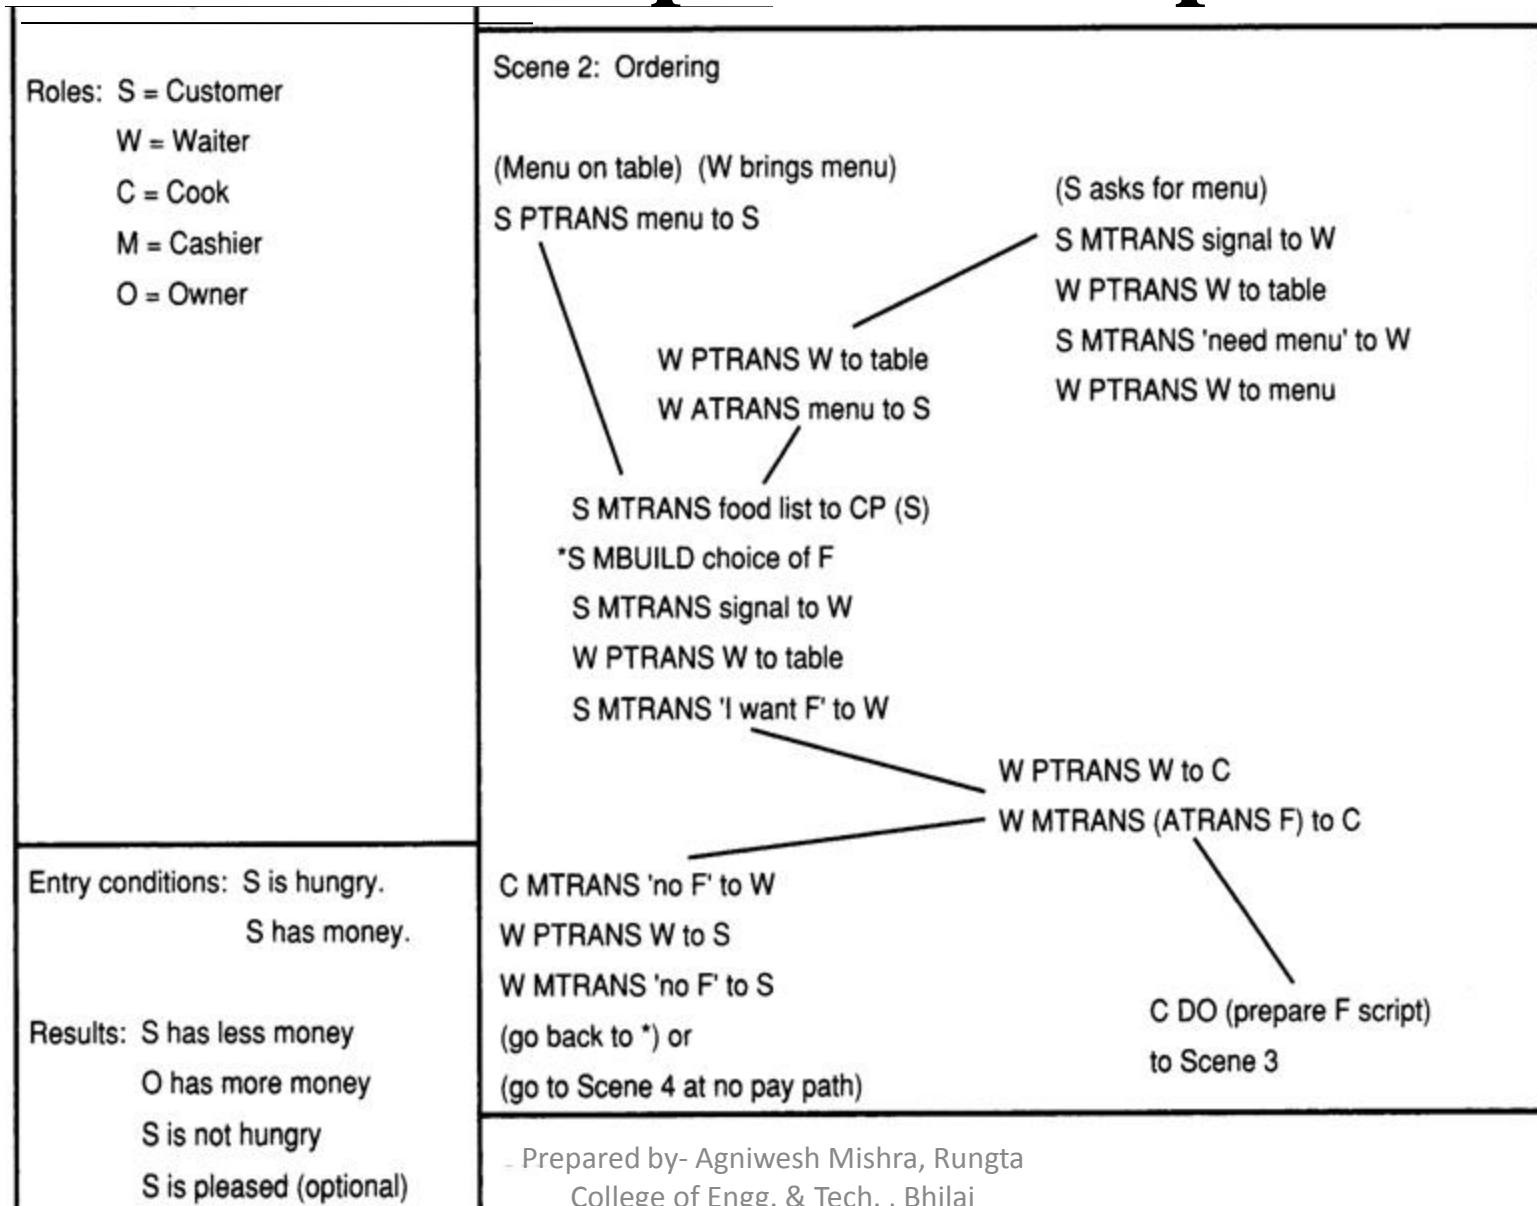 Roles: S = Customer
W = Waiter
C = Cook
M = Cashier
O = Owner
Entry conditions: S is hungry.
S has money.
Results: S has less money
O has more money
S is not hungry
S is pleased (optional)
Scene 2: Ordering
(Menu on table) (W brings menu)
S PTRANS menu to S
(S asks for menu)
S MTRANS signal to W
W PTRANS W to table
S MTRANS 'need menu' to W
W PTRANS W to menu
W PTRANS W to table
W ATRANS menu to S
S MTRANS food list to CP (S)
*S MBUILD choice of F
S MTRANS signal to W
W PTRANS W to table
S MTRANS 'I want F' to W
W PTRANS W to C
W MTRANS (ATRANS F) to C
C MTRANS 'no F' to W
W PTRANS W to S
W MTRANS 'no F' to S
(go back to *) or
(go to Scene 4 at no pay path)
C DO (prepare F script)
to Scene 3
Prepared by- Agniwesh Mishra, Rungta
College of Engg. & Tech. , Bhilai